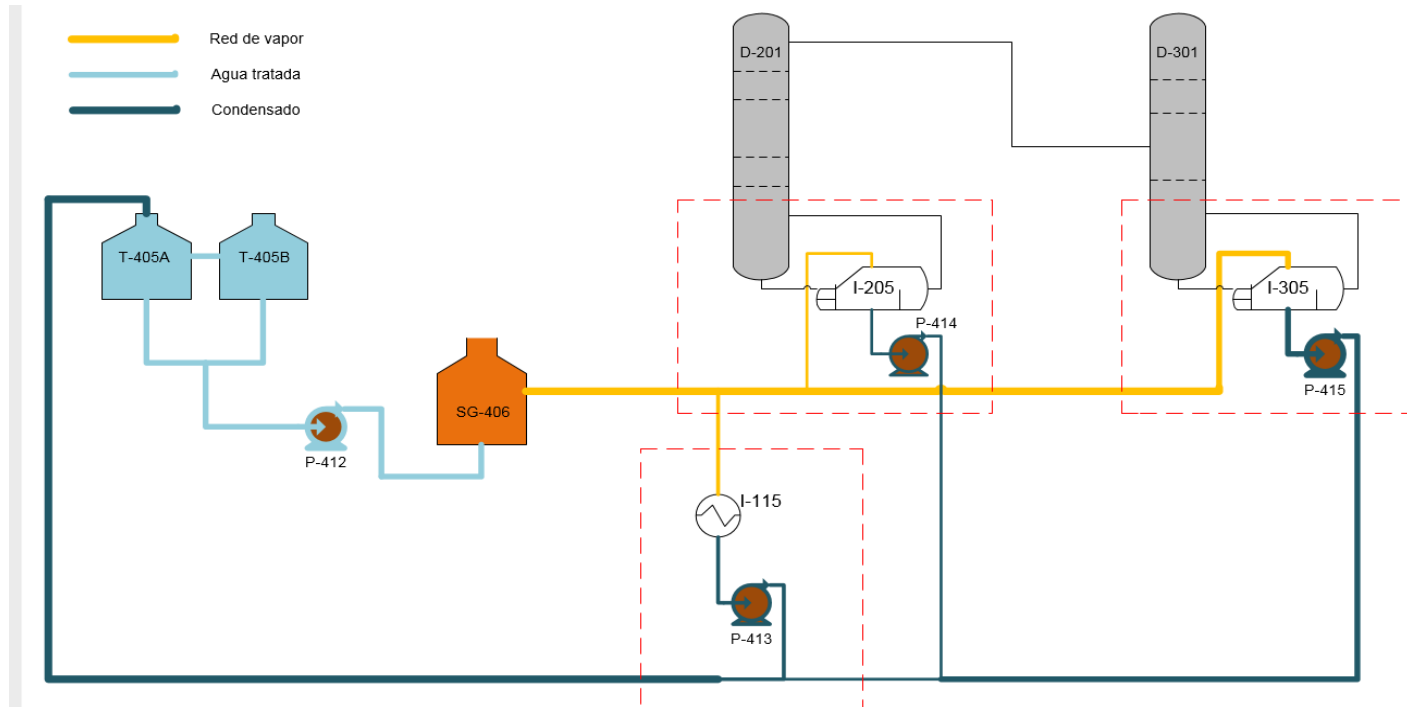 Red de vapor
Agua tratada
Condensado
D-201
D-301
T-405A
T-405B
I-205
I-305
P-414
P-415
SG-406
P-412
I-115
P-413